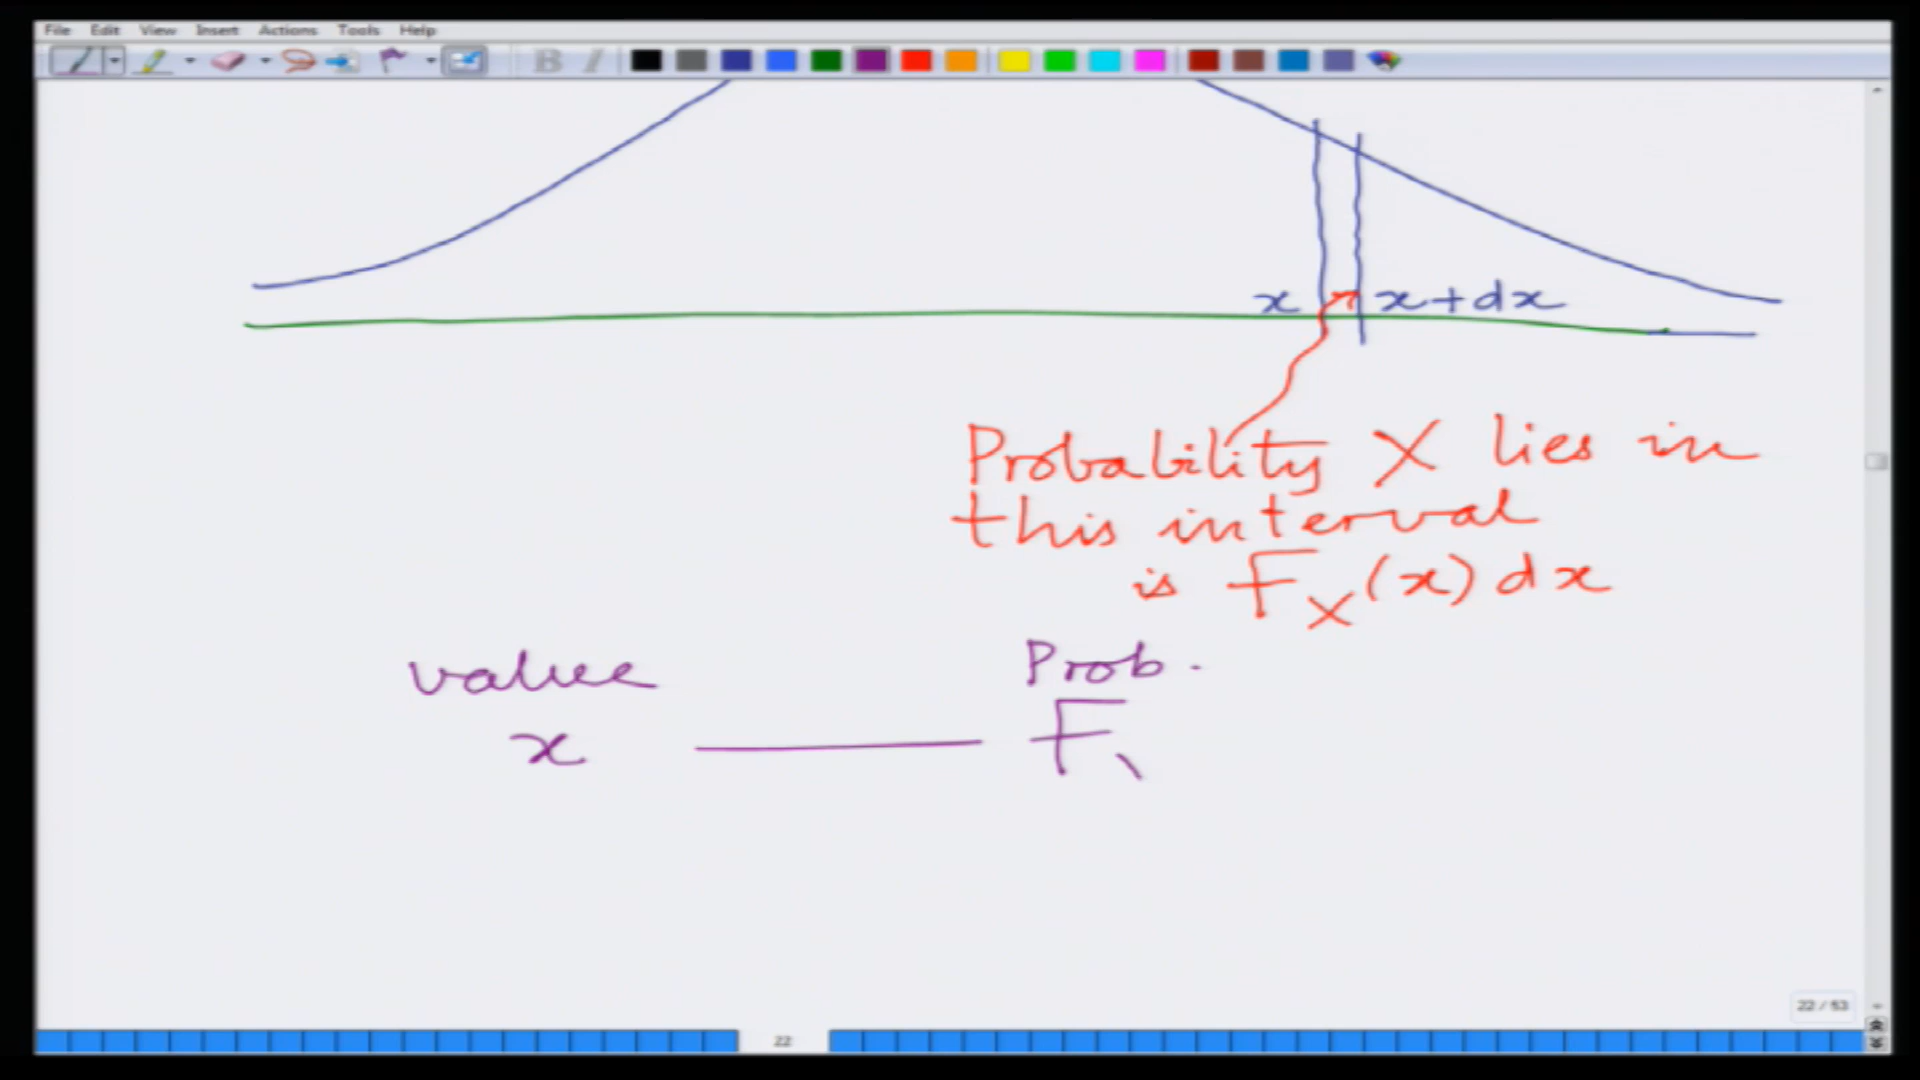 File Edit View Insert Actions Tools Help
B I
x x+dx
Probability X lies in
this interval
is F_X(x)dx
value Prob.
x F
22 / 53
22